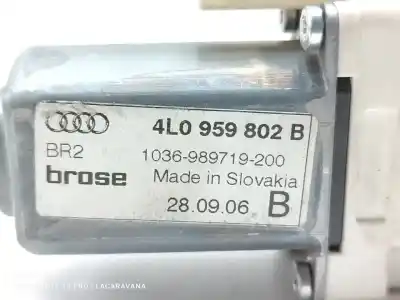 4L0 959 802 B
BR2 1036-989719-200
brose Made in Slovakia
28.09.06 B